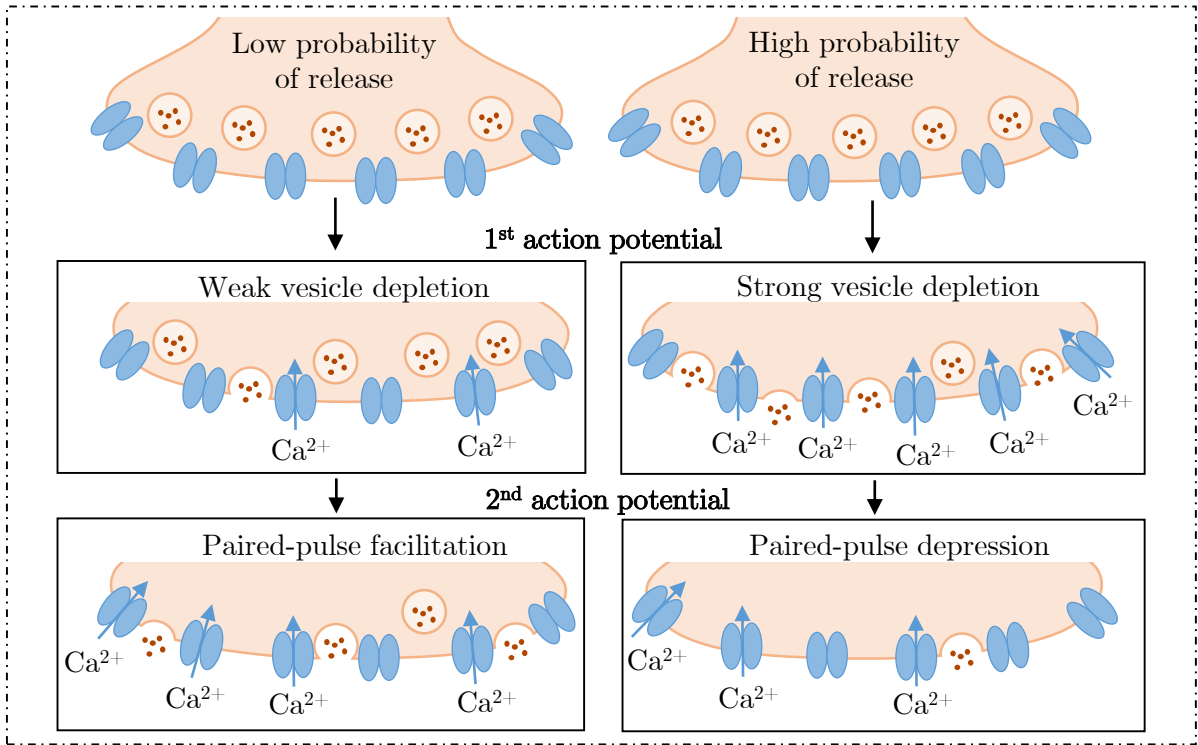 Low probability
of release
High probability
of release
1st action potential
Weak vesicle depletion
Strong vesicle depletion
Ca2+
Ca2+
Ca2+
Ca2+
Ca2+
Ca2+
Ca2+
2nd action potential
Paired-pulse facilitation
Paired-pulse depression
Ca2+
Ca2+
Ca2+
Ca2+
Ca2+
Ca2+
Ca2+